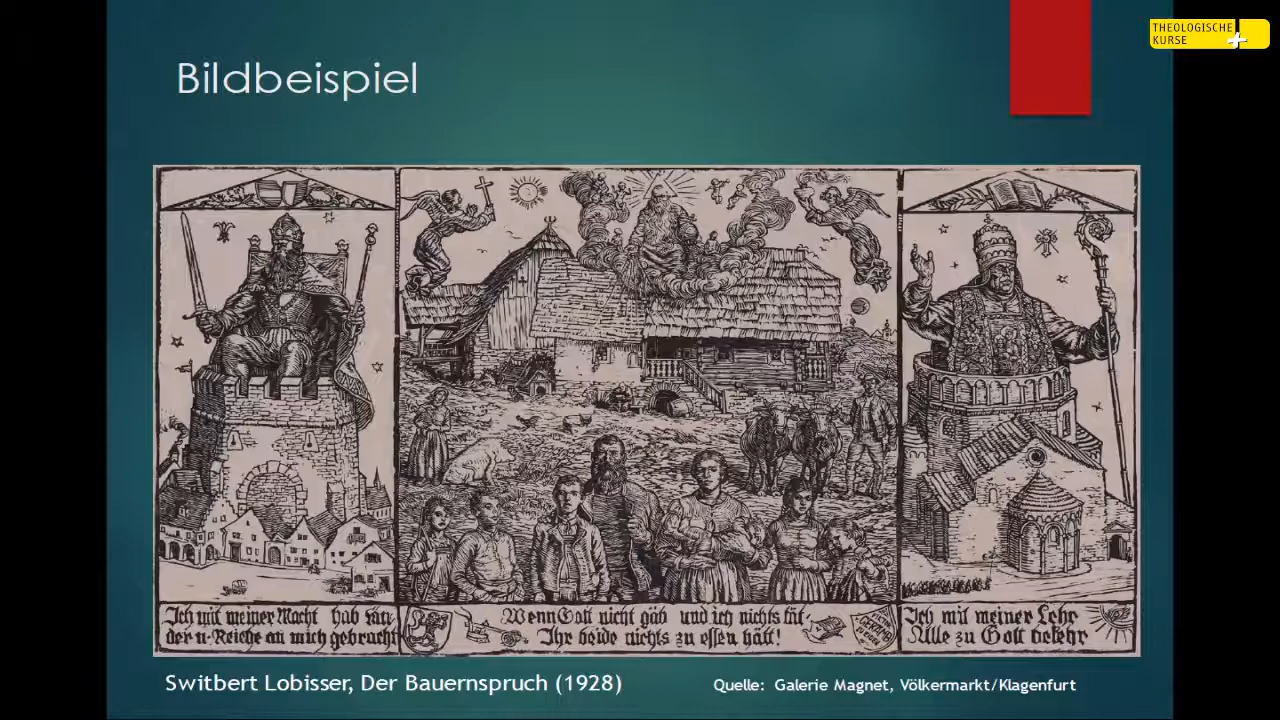 THEOLOGISCHE
KURSE
Bildbeispiel
Ich mit meiner Macht hab
der u. Reiche an mich gebracht
Wenn Gott nicht gäb und ich nichts tät
Ihr beide nichts zu essen hätt!
Ich mit meiner Lehr
Alle zu Gott bekehr
Switbert Lobisser, Der Bauernspruch (1928)
Quelle: Galerie Magnet, Völkermarkt/Klagenfurt